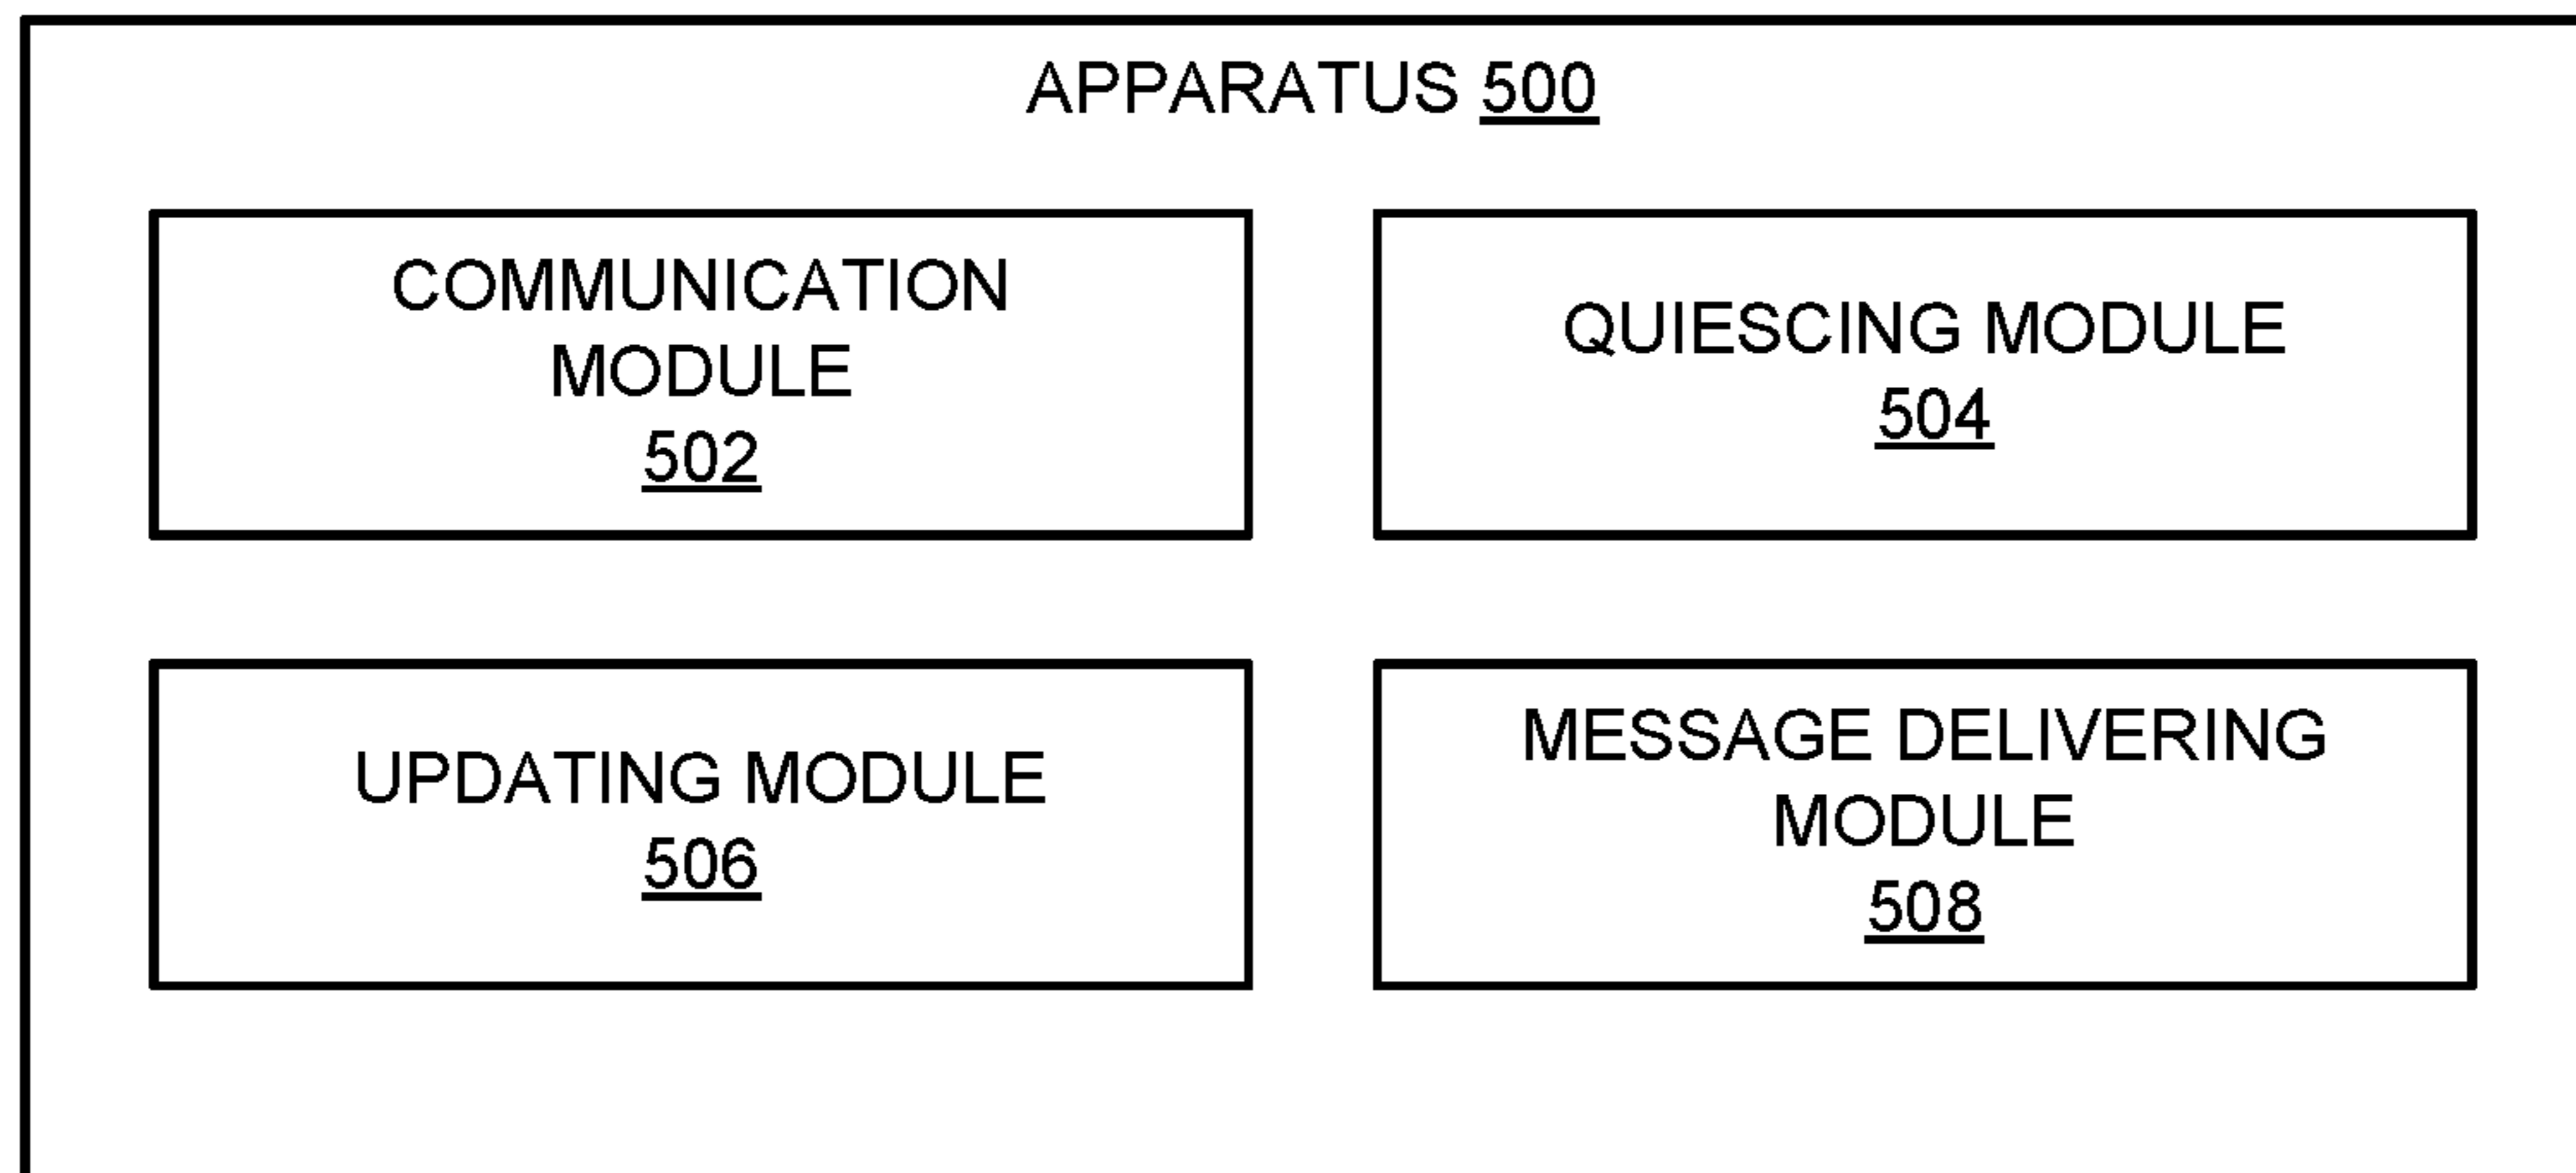 APPARATUS 500
COMMUNICATION
MODULE
502
QUIESCING MODULE
504
UPDATING MODULE
506
MESSAGE DELIVERING
MODULE
508